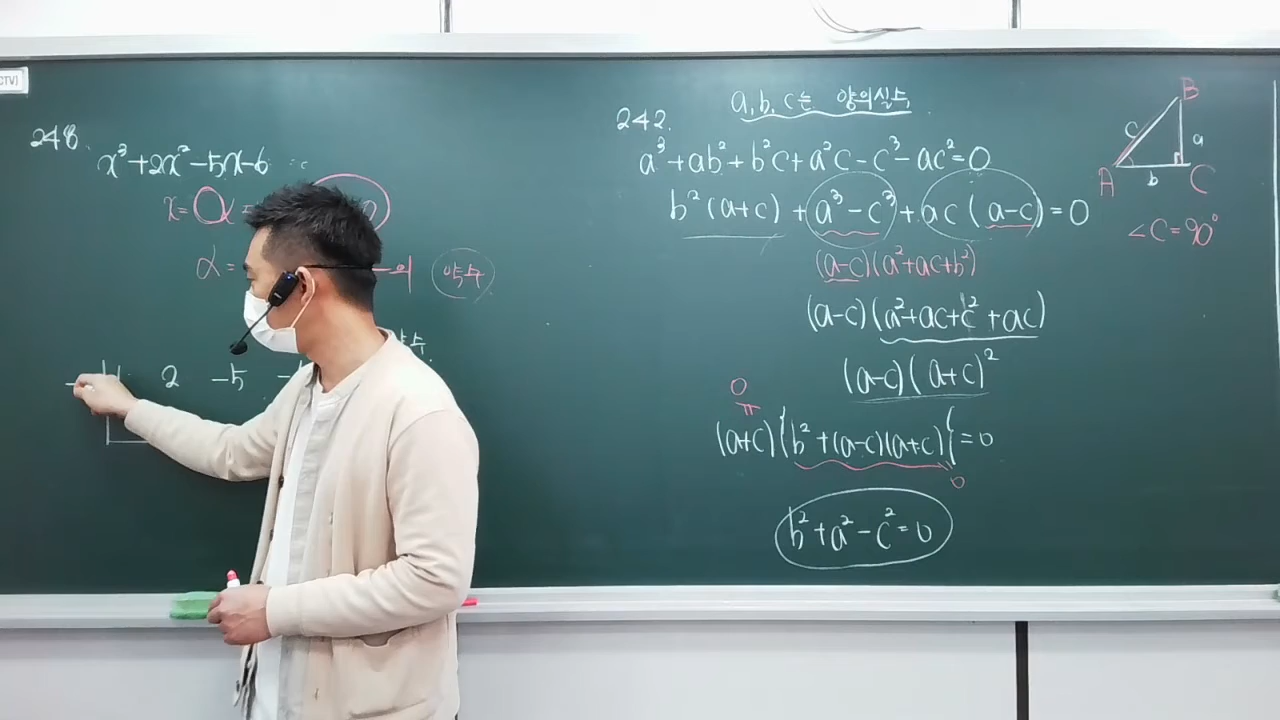 CTV
248.
x³+2x²-5x-6
x=α=
α=
약수
수
1 2 -5
242.
a, b, c는 양의실수
a³+ab²+b²c+a²c-c³-ac²=0
b²(a+c)+a³-c³+ac(a-c)=0
(a-c)(a²+ac+b²)
(a-c)(a²+ac+c²+ac)
(a-c)(a+c)²
0
(a+c){b²+(a-c)(a+c)}=0
0
b²+a²-c²=0
B
c a
A b C
∠C=90°